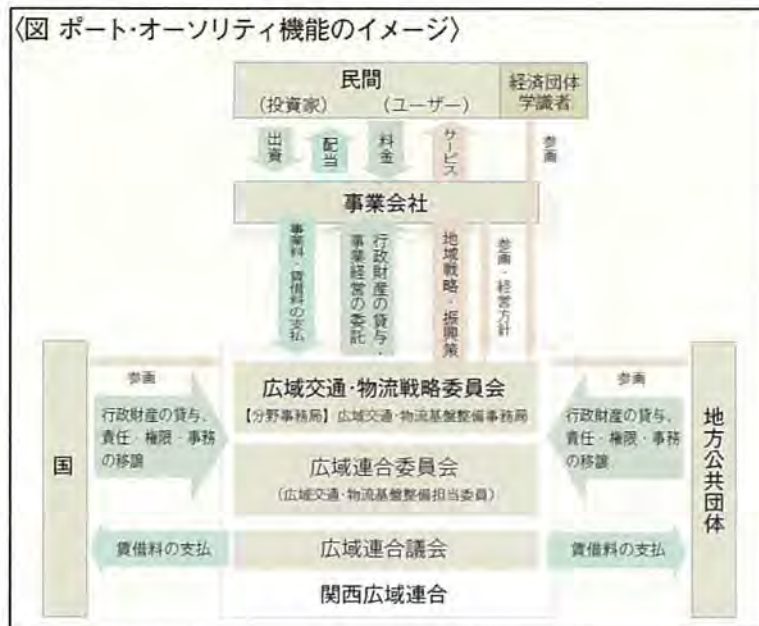 〈図 ポート・オーソリティ機能のイメージ〉
民間
(投資家)
(ユーザー)
経済団体
学識者
出資
配当
料金
サービス
参画
事業会社
事業料・賃借料の支払
行政財産の貸与・
事業経営の委託
地域戦略・振興策
参画・経営方針
国
参画
行政財産の貸与、
責任・権限・事務
の移譲
賃借料の支払
広域交通・物流戦略委員会
【分野事務局】広域交通・物流基盤整備事務局
広域連合委員会
(広域交通・物流基盤整備担当委員)
広域連合議会
関西広域連合
参画
行政財産の貸与、
責任・権限・事務
の移譲
賃借料の支払
地方公共団体